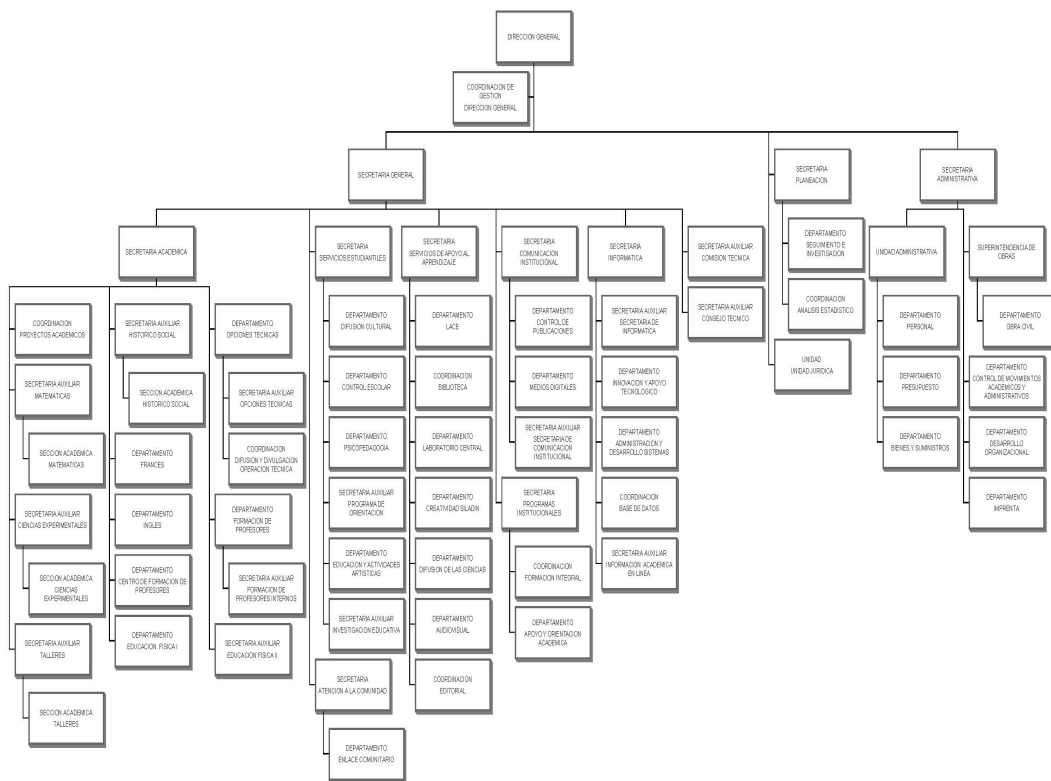 DIRECCION GENERAL
COORDINACION DE
GESTION
DIRECCION GENERAL
SECRETARIA GENERAL
SECRETARIA
PLANEACION
SECRETARIA
ADMINISTRATIVA
SECRETARIA ACADEMICA
SECRETARIA
SERVICIOS ESTUDIANTILES
SECRETARIA
SERVICIOS DE APOYO AL
APRENDIZAJE
SECRETARIA
COMUNICACIÓN
INSTITUCIONAL
SECRETARIA
INFORMATICA
SECRETARIA AUXILIAR
COMISION TECNICA
SECRETARIA AUXILIAR
CONSEJO TECNICO
DEPARTAMENTO
SEGUIMIENTO E
INVESTIGACION
COORDINACION
ANALISIS ESTADISTICO
UNIDAD
UNIDAD JURIDICA
UNIDAD ADMINISTRATIVA
SUPERINTENDENCIA DE
OBRAS
COORDINACION
PROYECTOS ACADEMICOS
SECRETARIA AUXILIAR
MATEMATICAS
SECCION ACADEMICA
MATEMATICAS
SECRETARIA AUXILIAR
CIENCIAS EXPERIMENTALES
SECCION ACADEMICA
CIENCIAS
EXPERIMENTALES
SECRETARIA AUXILIAR
TALLERES
SECCION ACADEMICA
TALLERES
SECRETARIA AUXILIAR
HISTORICO SOCIAL
SECCION ACADEMICA
HISTORICO SOCIAL
DEPARTAMENTO
FRANCES
DEPARTAMENTO
INGLES
DEPARTAMENTO
CENTRO DE FORMACION DE
PROFESORES
DEPARTAMENTO
EDUCACION FISICA I
DEPARTAMENTO
OPCIONES TECNICAS
SECRETARIA AUXILIAR
OPCIONES TECNICAS
COORDINACION
DIFUSION Y DIVULGACION
OPERACIÓN TECNICA
DEPARTAMENTO
FORMACION DE
PROFESORES
SECRETARIA AUXILIAR
FORMACION DE
PROFESORES INTERNOS
SECRETARIA AUXILIAR
EDUCACION FISICA II
DEPARTAMENTO
DIFUSION CULTURAL
DEPARTAMENTO
CONTROL ESCOLAR
DEPARTAMENTO
PSICOPEDAGOGIA
SECRETARIA AUXILIAR
PROGRAMA DE
ORIENTACION
DEPARTAMENTO
EDUCACION Y ACTIVIDADES
ARTISTICAS
SECRETARIA AUXILIAR
INVESTIGACION EDUCATIVA
SECRETARIA
ATENCION A LA COMUNIDAD
DEPARTAMENTO
ENLACE COMUNITARIO
DEPARTAMENTO
LACE
COORDINACION
BIBLIOTECA
DEPARTAMENTO
LABORATORIO CENTRAL
DEPARTAMENTO
CREATIVIDAD SILADIN
DEPARTAMENTO
DIFUSION DE LAS CIENCIAS
DEPARTAMENTO
AUDIOVISUAL
COORDINACION
EDITORIAL
DEPARTAMENTO
CONTROL DE
PUBLICACIONES
DEPARTAMENTO
MEDIOS DIGITALES
SECRETARIA AUXILIAR
SECRETARIA DE
COMUNICACIÓN
INSTITUCIONAL
SECRETARIA
PROGRAMAS
INSTITUCIONALES
COORDINACION
FORMACION INTEGRAL
DEPARTAMENTO
APOYO Y ORIENTACION
ACADEMICA
SECRETARIA AUXILIAR
SECRETARIA DE
INFORMATICA
DEPARTAMENTO
INNOVACION Y APOYO
TECNOLOGICO
DEPARTAMENTO
ADMINISTRACION Y
DESARROLLO SISTEMAS
COORDINACION
BASE DE DATOS
SECRETARIA AUXILIAR
INFORMACION ACADEMICA
EN LINEA
DEPARTAMENTO
PERSONAL
DEPARTAMENTO
PRESUPUESTO
DEPARTAMENTO
BIENES Y SUMINISTROS
DEPARTAMENTO
OBRA CIVIL
DEPARTAMENTO
CONTROL DE MOVIMIENTOS
ACADEMICOS Y
ADMINISTRATIVOS
DEPARTAMENTO
DESARROLLO
ORGANIZACIONAL
DEPARTAMENTO
IMPRENTA